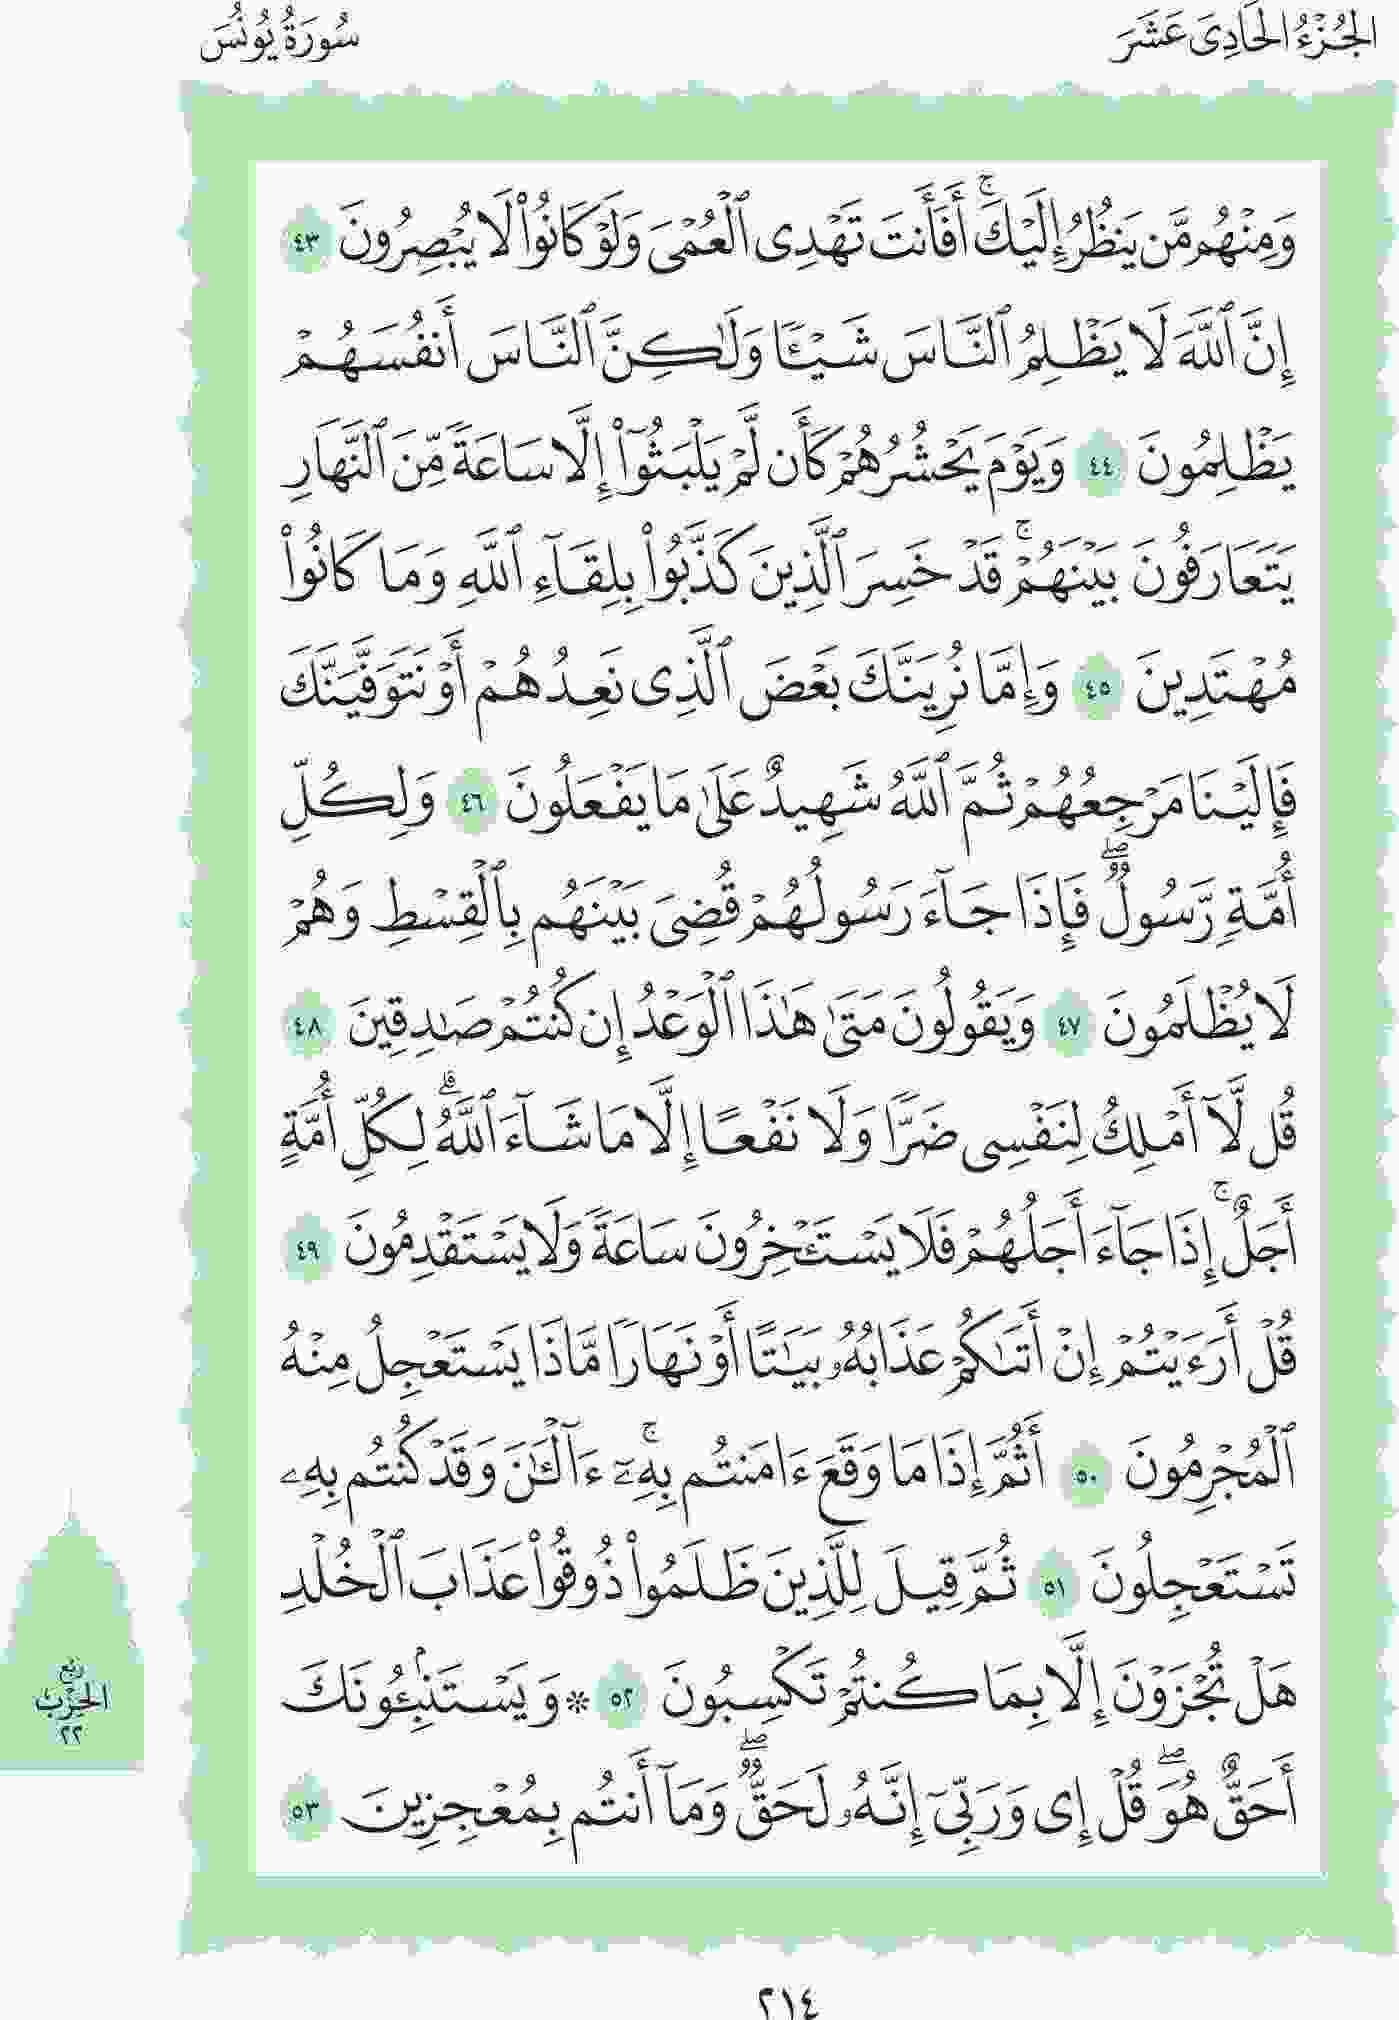 الجُزْءُ الحَادِىَ عَشَرَ
سُورَةُ يُونُسَ
وَمِنْهُم مَّن يَنظُرُ إِلَيْكَۚ أَفَأَنتَ تَهْدِى ٱلْعُمْىَ وَلَوْ كَانُوا۟ لَا يُبْصِرُونَ ٤٣
إِنَّ ٱللَّهَ لَا يَظْلِمُ ٱلنَّاسَ شَيْـًٔا وَلَـٰكِنَّ ٱلنَّاسَ أَنفُسَهُمْ
يَظْلِمُونَ ٤٤ وَيَوْمَ يَحْشُرُهُمْ كَأَن لَّمْ يَلْبَثُوٓا۟ إِلَّا سَاعَةً مِّنَ ٱلنَّهَارِ
يَتَعَارَفُونَ بَيْنَهُمْۚ قَدْ خَسِرَ ٱلَّذِينَ كَذَّبُوا۟ بِلِقَآءِ ٱللَّهِ وَمَا كَانُوا۟
مُهْتَدِينَ ٤٥ وَإِمَّا نُرِيَنَّكَ بَعْضَ ٱلَّذِى نَعِدُهُمْ أَوْ نَتَوَفَّيَنَّكَ
فَإِلَيْنَا مَرْجِعُهُمْ ثُمَّ ٱللَّهُ شَهِيدٌ عَلَىٰ مَا يَفْعَلُونَ ٤٦ وَلِكُلِّ
أُمَّةٍ رَّسُولٌۖ فَإِذَا جَآءَ رَسُولُهُمْ قُضِىَ بَيْنَهُم بِٱلْقِسْطِ وَهُمْ
لَا يُظْلَمُونَ ٤٧ وَيَقُولُونَ مَتَىٰ هَـٰذَا ٱلْوَعْدُ إِن كُنتُمْ صَـٰدِقِينَ ٤٨
قُل لَّآ أَمْلِكُ لِنَفْسِى ضَرًّا وَلَا نَفْعًا إِلَّا مَا شَآءَ ٱللَّهُۗ لِكُلِّ أُمَّةٍ
أَجَلٌۚ إِذَا جَآءَ أَجَلُهُمْ فَلَا يَسْتَـْٔخِرُونَ سَاعَةً وَلَا يَسْتَقْدِمُونَ ٤٩
قُلْ أَرَءَيْتُمْ إِنْ أَتَىٰكُمْ عَذَابُهُۥ بَيَـٰتًا أَوْ نَهَارًا مَّاذَا يَسْتَعْجِلُ مِنْهُ
ٱلْمُجْرِمُونَ ٥٠ أَثُمَّ إِذَا مَا وَقَعَ ءَامَنتُم بِهِۦٓۚ ءَآلْـَٔـٰنَ وَقَدْ كُنتُم بِهِۦ
تَسْتَعْجِلُونَ ٥١ ثُمَّ قِيلَ لِلَّذِينَ ظَلَمُوا۟ ذُوقُوا۟ عَذَابَ ٱلْخُلْدِ
هَلْ تُجْزَوْنَ إِلَّا بِمَا كُنتُمْ تَكْسِبُونَ ٥٢ * وَيَسْتَنۢبِـُٔونَكَ
أَحَقٌّ هُوَۖ قُلْ إِى وَرَبِّىٓ إِنَّهُۥ لَحَقٌّۖ وَمَآ أَنتُم بِمُعْجِزِينَ ٥٣
رُبْع
الحِزْب
٢٢
٢١٤